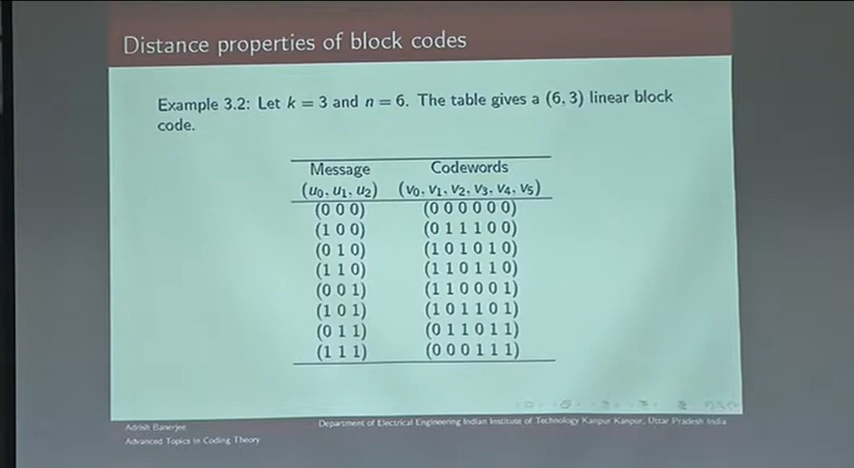 Distance properties of block codes
Example 3.2: Let k = 3 and n = 6. The table gives a (6, 3) linear block
code.
Message Codewords
(u₀, u₁, u₂) (v₀, v₁, v₂, v₃, v₄, v₅)
(0 0 0) (0 0 0 0 0 0)
(1 0 0) (0 1 1 1 0 0)
(0 1 0) (1 0 1 0 1 0)
(1 1 0) (1 1 0 1 1 0)
(0 0 1) (1 1 0 0 0 1)
(1 0 1) (1 0 1 1 0 1)
(0 1 1) (0 1 1 0 1 1)
(1 1 1) (0 0 0 1 1 1)
Adrish Banerjee Department of Electrical Engineering Indian Institute of Technology Kanpur Kanpur, Uttar Pradesh India
Advanced Topics in Coding Theory